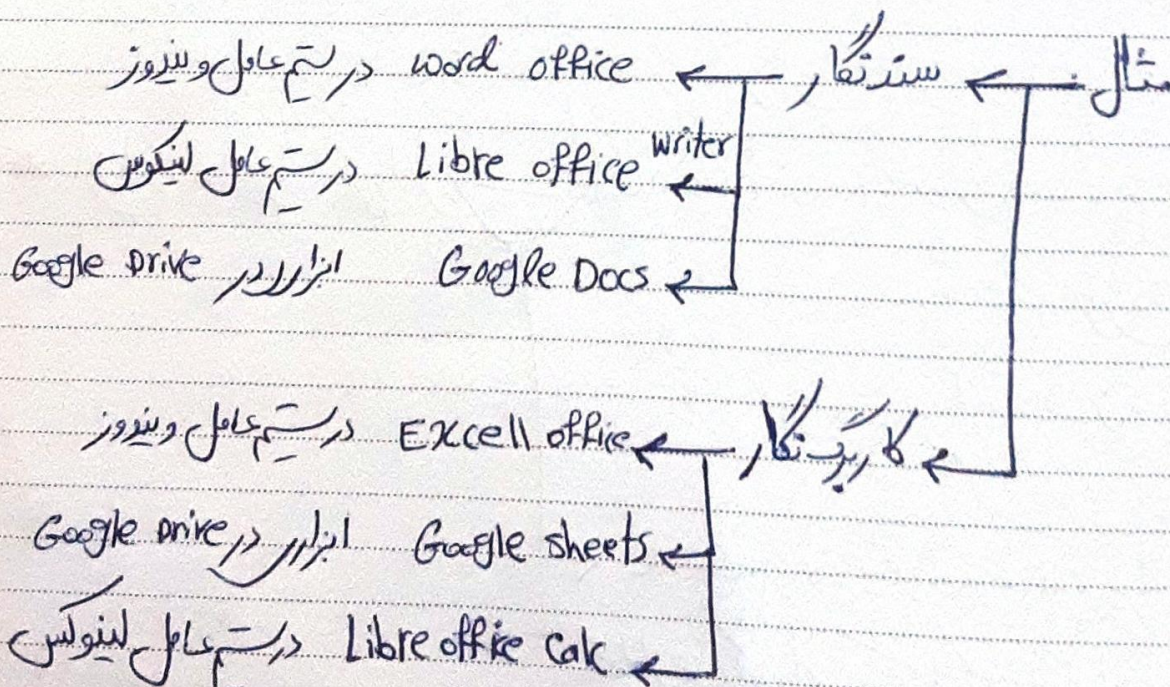 مثال ← سندنگار ← word office در سیستم عامل ویندوز
← Libre office writer در سیستم عامل لینوکس
← Google Docs ابزاری در Google Drive
← کاربرگ نگار ← Excell office در سیستم عامل ویندوز
← Google sheets ابزاری در Google Drive
← Libre office Calc در سیستم عامل لینوکس